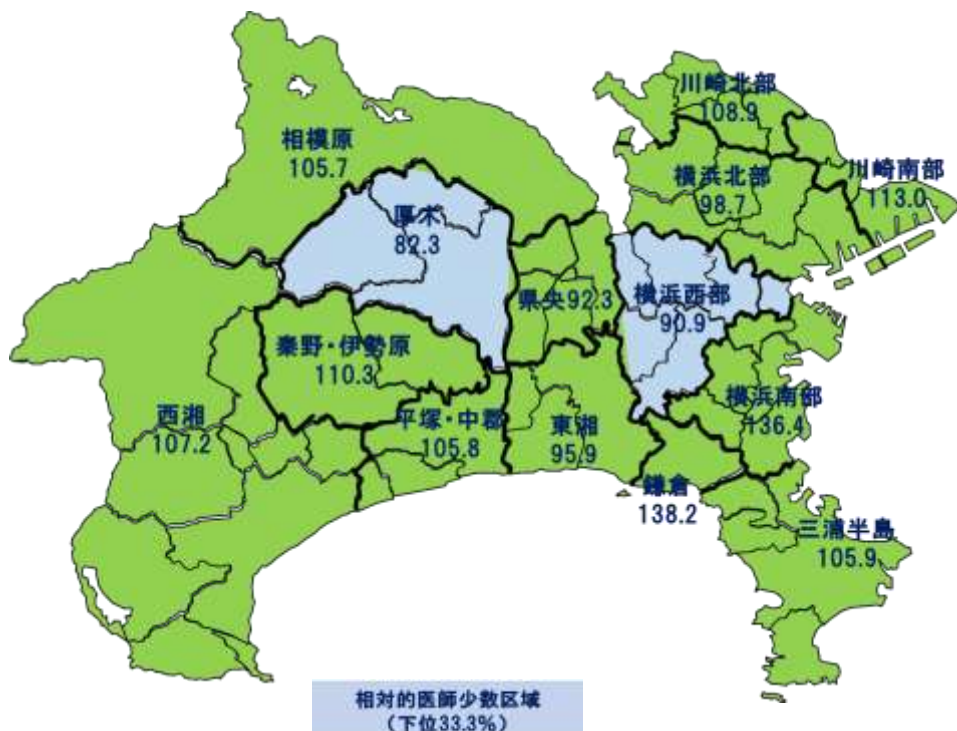 川崎北部
108.9
相模原
105.7
横浜北部
98.7
川崎南部
113.0
厚木
82.3
県央92.3
横浜西部
90.9
秦野・伊勢原
110.3
西湘
107.2
平塚・中郡
105.8
東湘
95.9
横浜南部
136.4
鎌倉
138.2
三浦半島
105.9
相対的医師少数区域
（下位33.3%）